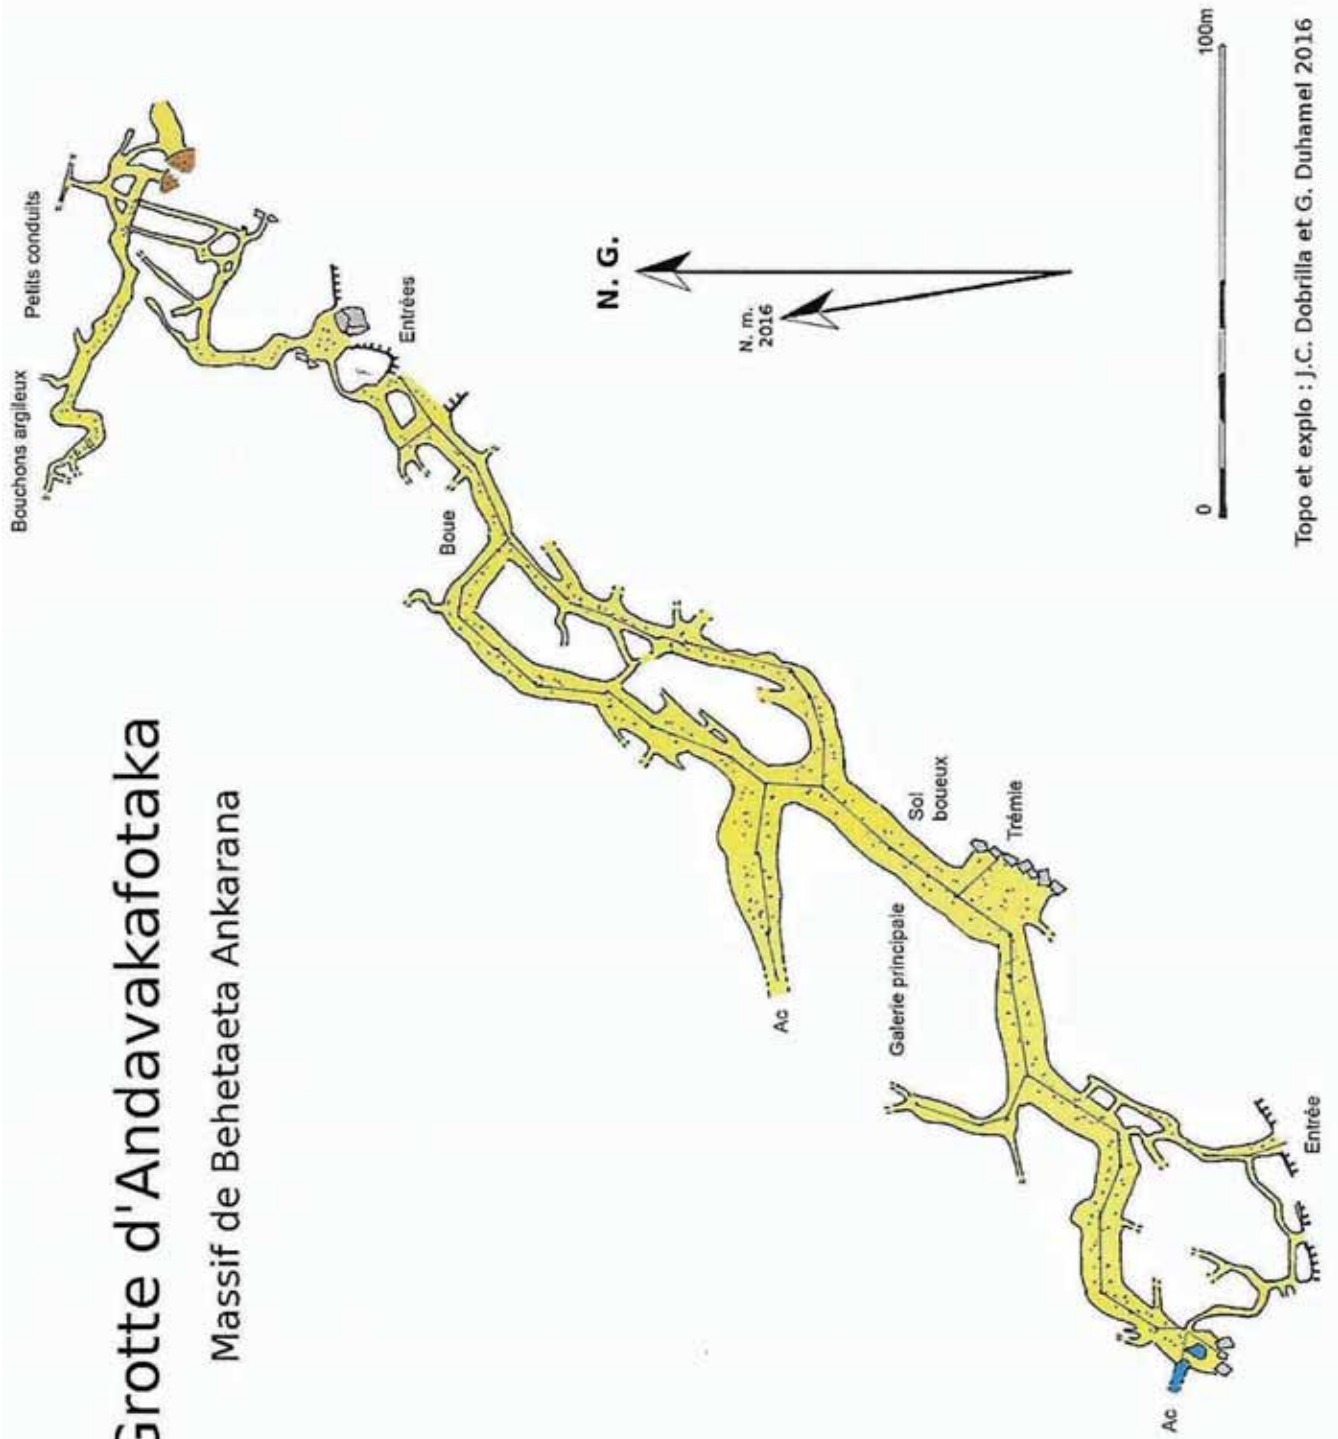 Grotte d'Andavakafotaka
Massif de Behetaeta Ankarana
Bouchons argileux
Petits conduits
Entrées
Boue
N. G.
N. m.
2016
Ac
Galerie principale
Sol
boueux
Trémie
Ac
Entrée
0
100m
Topo et explo : J.C. Dobrilla et G. Duhamel 2016